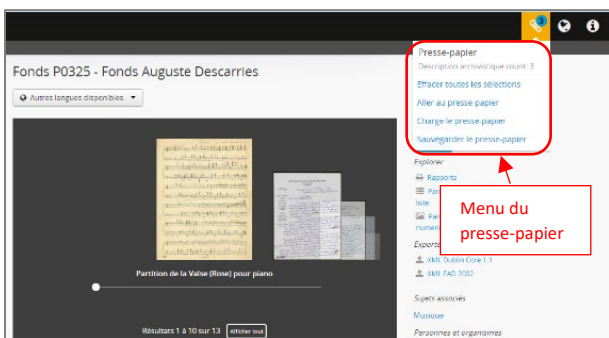 3
Presse-papier
Description archivistique count: 3
Effacer toutes les sélections
Aller au presse-papier
Charge le presse-papier
Sauvegarder le presse-papier
Fonds P0325 - Fonds Auguste Descarries
Autres langues disponibles
Partition de la Valse (Rose) pour piano
Résultats 1 à 10 sur 13 Afficher tout
Explorer
Rapports
liste
Menu du
presse-papier
Exporter
XML Dublin Core 1.1
XML EAD 2002
Sujets associés
Musique
Personnes et organismes